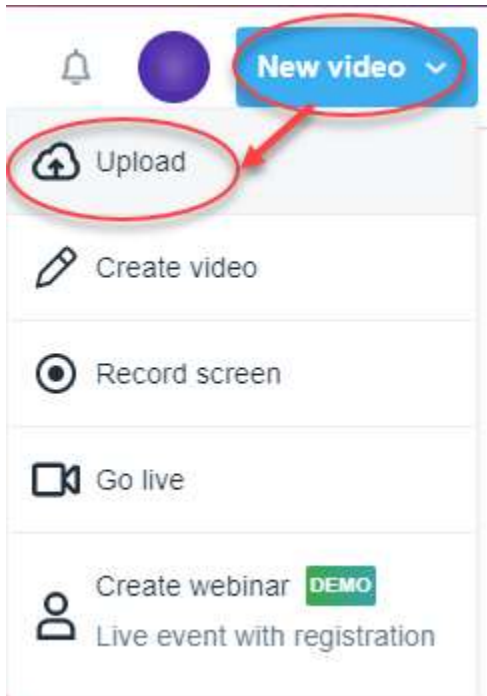 New video
Upload
Create video
Record screen
Go live
Create webinar DEMO
Live event with registration